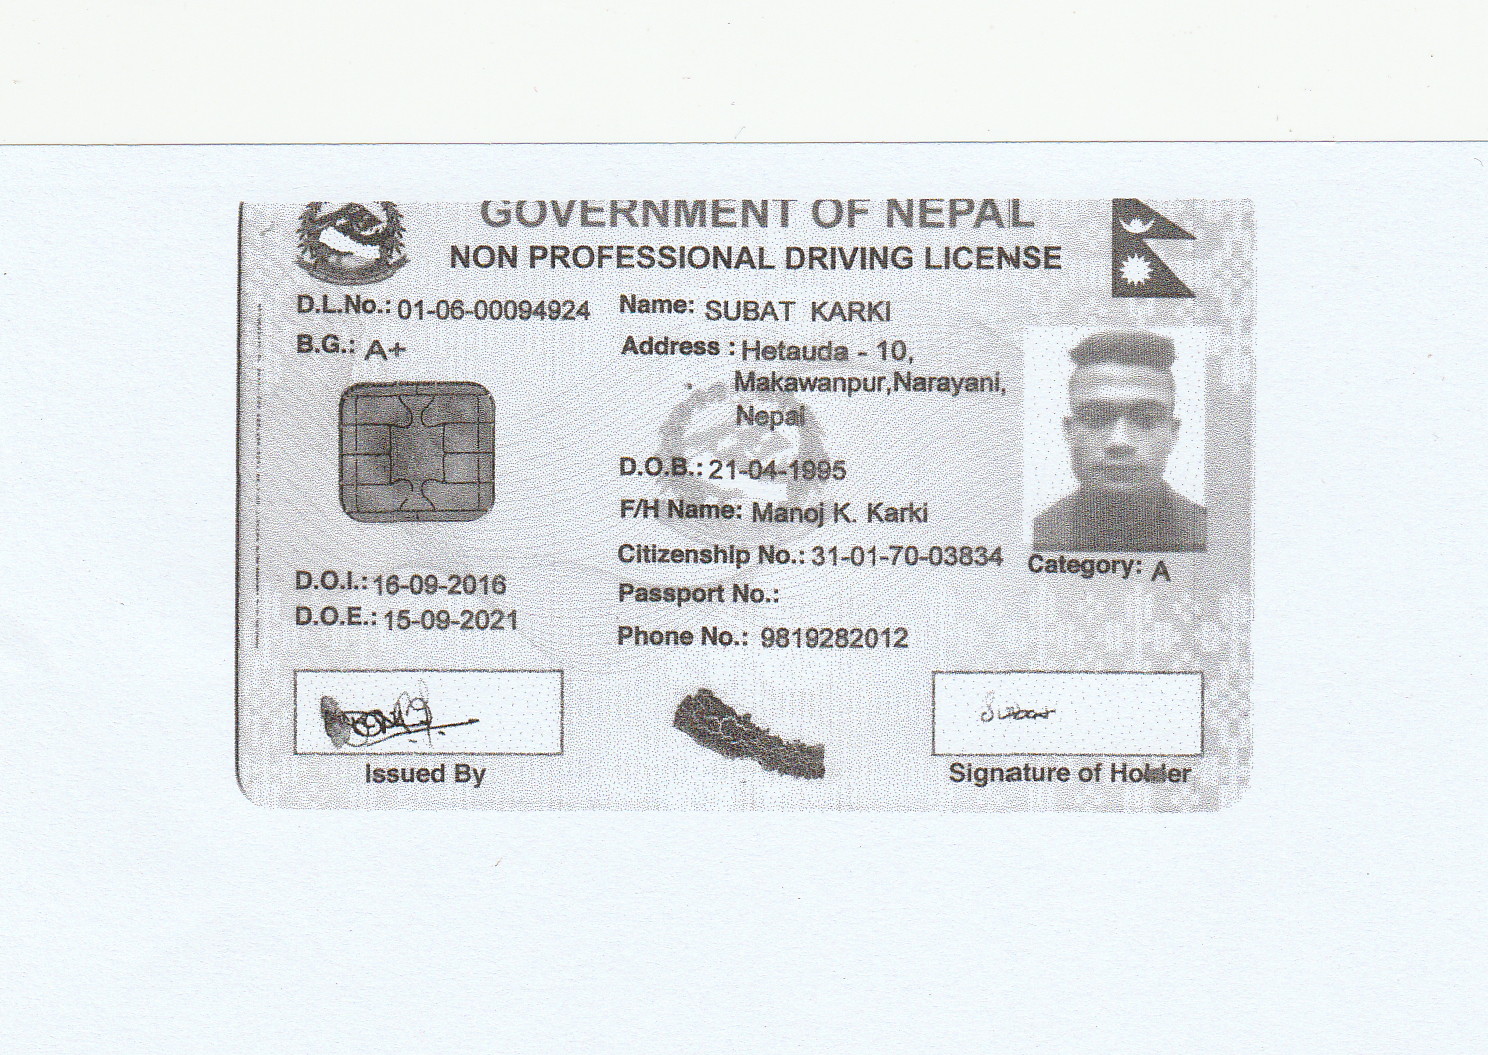 GOVERNMENT OF NEPAL
NON PROFESSIONAL DRIVING LICENSE
D.L.No.: 01-06-00094924
B.G.: A+
Name: SUBAT KARKI
Address : Hetauda - 10,
Makawanpur,Narayani,
Nepal
D.O.B.: 21-04-1995
F/H Name: Manoj K. Karki
Citizenship No.: 31-01-70-03834
Category: A
D.O.I.: 16-09-2016
D.O.E.: 15-09-2021
Passport No.:
Phone No.: 9819282012
Issued By
Subat
Signature of Holder